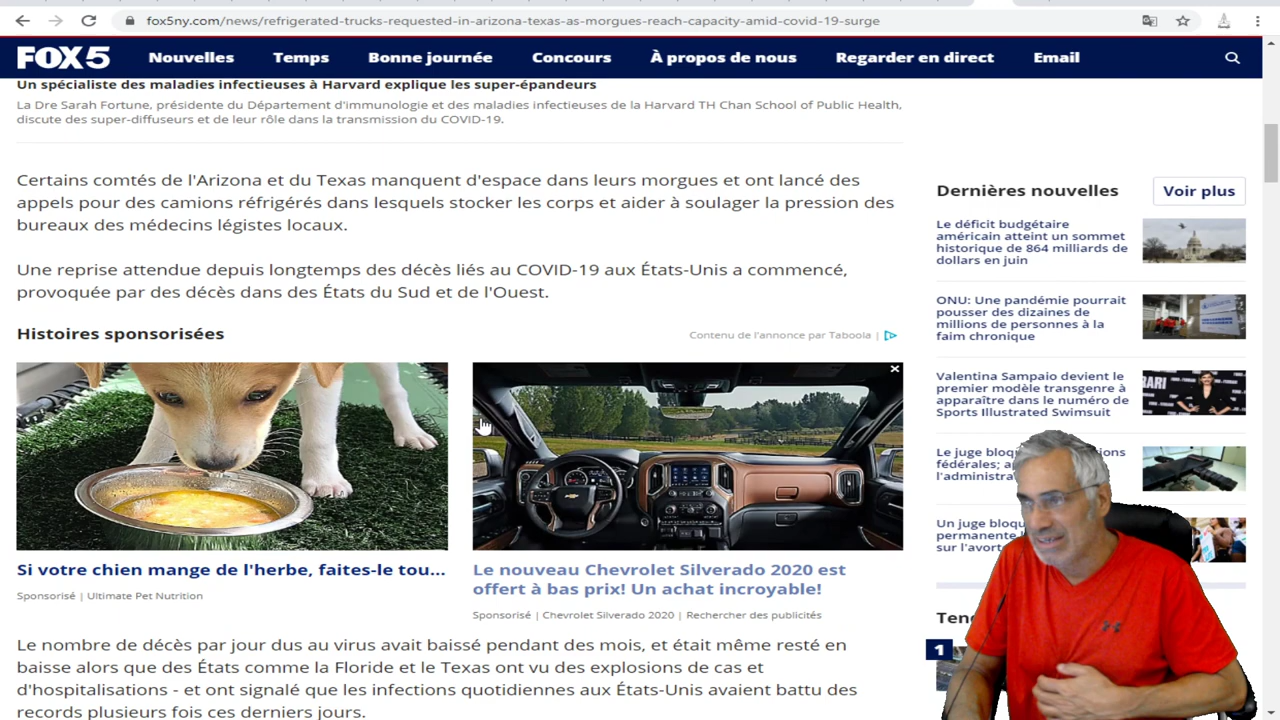 fox5ny.com/news/refrigerated-trucks-requested-in-arizona-texas-as-morgues-reach-capacity-amid-covid-19-surge
FOX 5
Nouvelles
Temps
Bonne journée
Concours
À propos de nous
Regarder en direct
Email
Un spécialiste des maladies infectieuses à Harvard explique les super-épandeurs
La Dre Sarah Fortune, présidente du Département d'immunologie et des maladies infectieuses de la Harvard TH Chan School of Public Health,
discute des super-diffuseurs et de leur rôle dans la transmission du COVID-19.
Certains comtés de l'Arizona et du Texas manquent d'espace dans leurs morgues et ont lancé des
appels pour des camions réfrigérés dans lesquels stocker les corps et aider à soulager la pression des
bureaux des médecins légistes locaux.
Une reprise attendue depuis longtemps des décès liés au COVID-19 aux États-Unis a commencé,
provoquée par des décès dans des États du Sud et de l'Ouest.
Histoires sponsorisées
Contenu de l'annonce par Taboola |
Si votre chien mange de l'herbe, faites-le tou...
Sponsorisé | Ultimate Pet Nutrition
Le nouveau Chevrolet Silverado 2020 est
offert à bas prix! Un achat incroyable!
Sponsorisé | Chevrolet Silverado 2020 | Rechercher des publicités
Le nombre de décès par jour dus au virus avait baissé pendant des mois, et était même resté en
baisse alors que des États comme la Floride et le Texas ont vu des explosions de cas et
d'hospitalisations - et ont signalé que les infections quotidiennes aux États-Unis avaient battu des
records plusieurs fois ces derniers jours.
Dernières nouvelles
Voir plus
Le déficit budgétaire
américain atteint un sommet
historique de 864 milliards de
dollars en juin
ONU: Une pandémie pourrait
pousser des dizaines de
millions de personnes à la
faim chronique
Valentina Sampaio devient le
premier modèle transgenre à
apparaître dans le numéro de
Sports Illustrated Swimsuit
Le juge bloq
fédérales;
l'administra
Un juge bloqu
permanente
sur l'avort
Tend
1